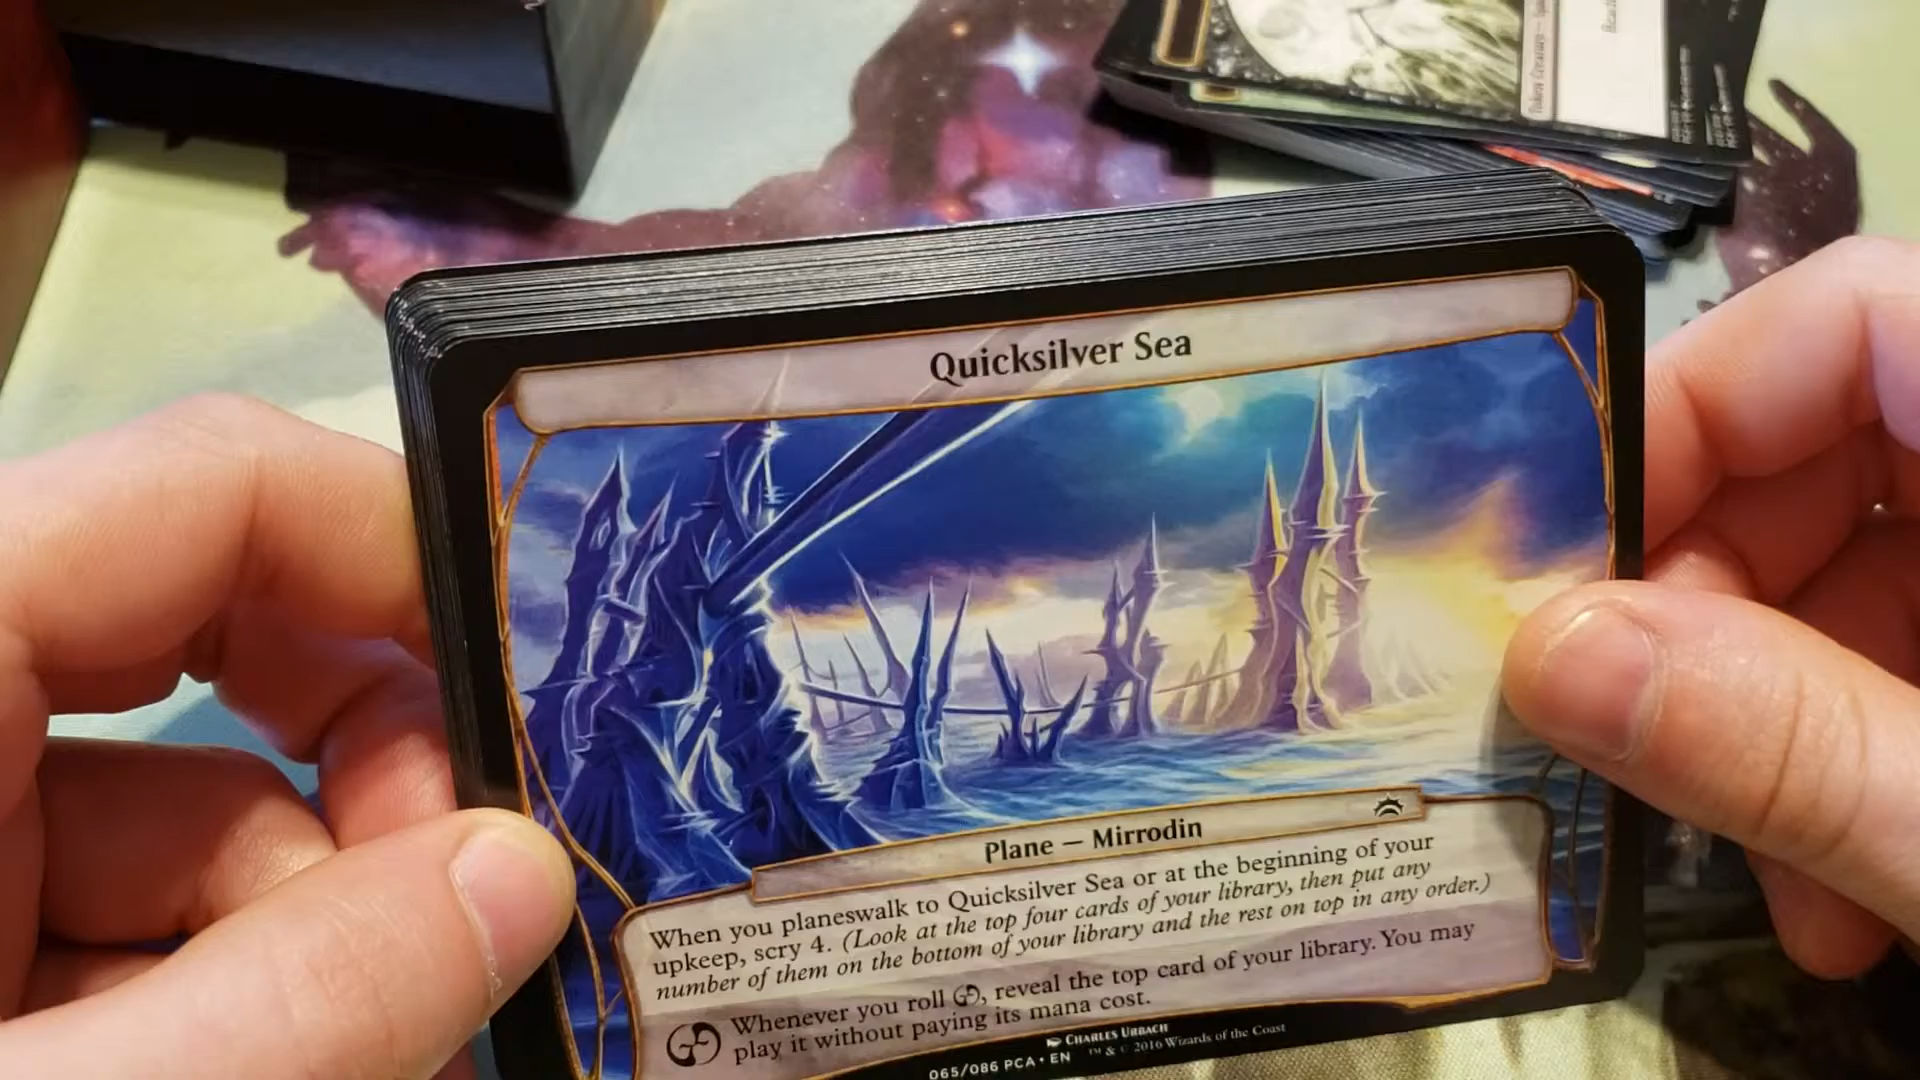 Token Creature
Quicksilver Sea
Plane — Mirrodin
When you planeswalk to Quicksilver Sea or at the beginning of your
upkeep, scry 4. (Look at the top four cards of your library, then put any
number of them on the bottom of your library and the rest on top in any order.)
Whenever you roll , reveal the top card of your library. You may
play it without paying its mana cost.
CHARLES URBACH
065/086 PCA • EN ™ & © 2016 Wizards of the Coast